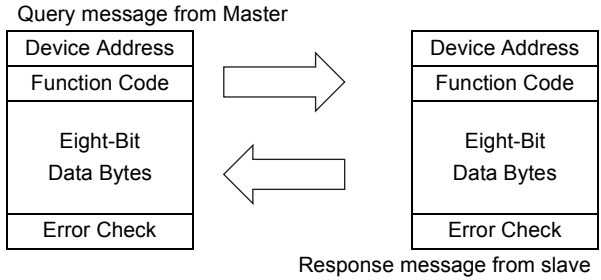 Query message from Master
Device Address
Function Code
Eight-Bit
Data Bytes
Error Check
Device Address
Function Code
Eight-Bit
Data Bytes
Error Check
Response message from slave